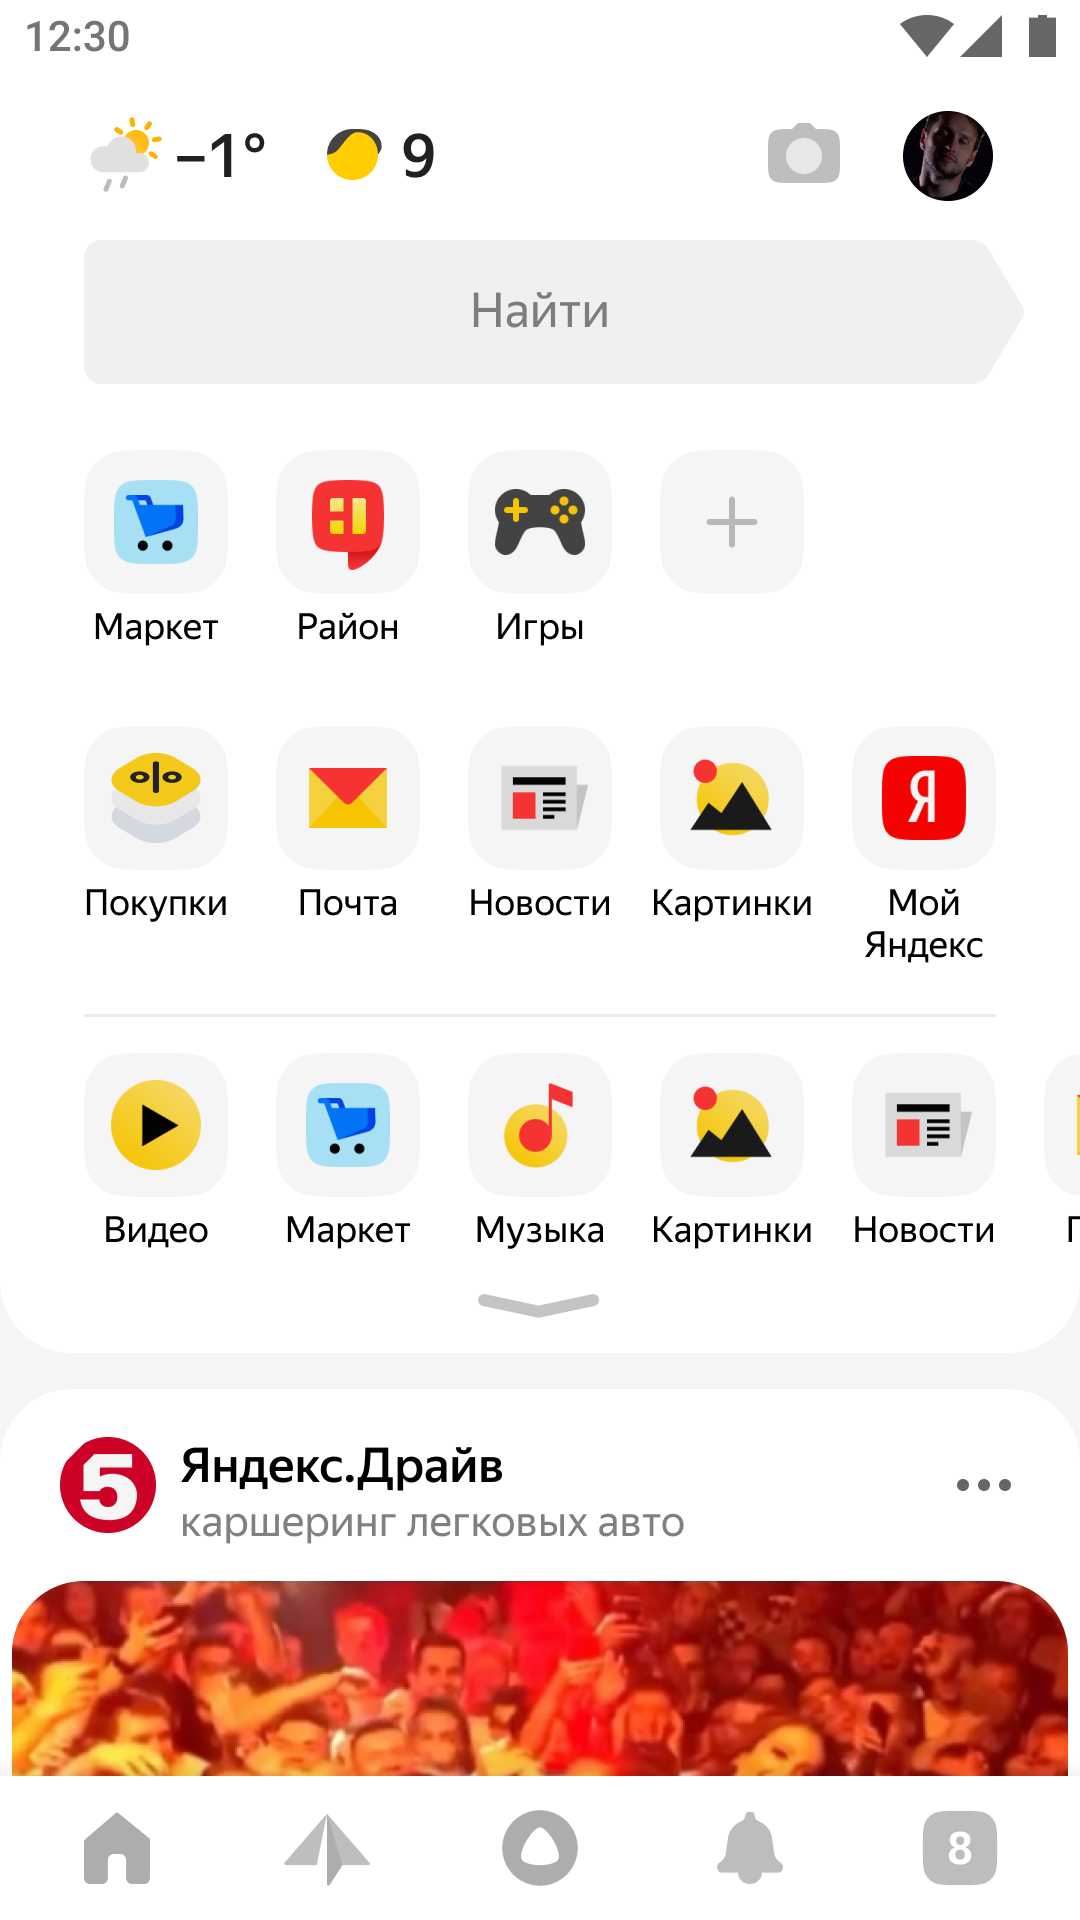 12:30
–1° 9
Найти
Маркет Район Игры
Покупки Почта Новости Картинки Мой Яндекс
Я
Видео Маркет Музыка Картинки Новости П
5
Яндекс.Драйв
каршеринг легковых авто
8